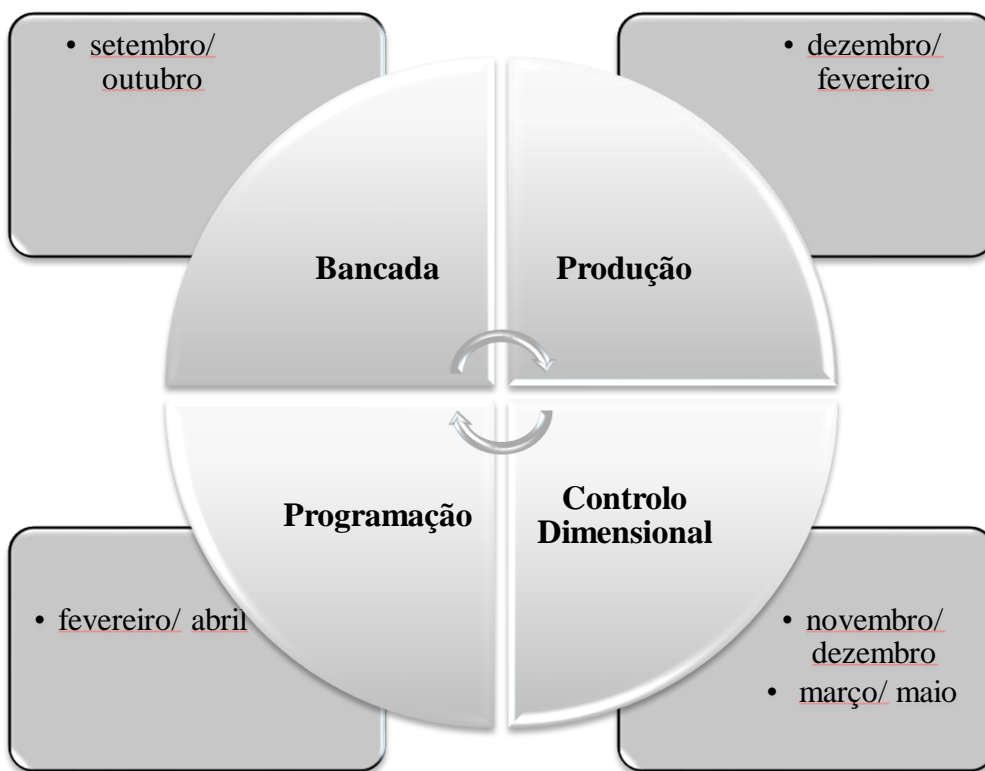 • setembro/
outubro
• dezembro/
fevereiro
Bancada
Produção
Programação
Controlo
Dimensional
• fevereiro/ abril
• novembro/
dezembro
• março/ maio